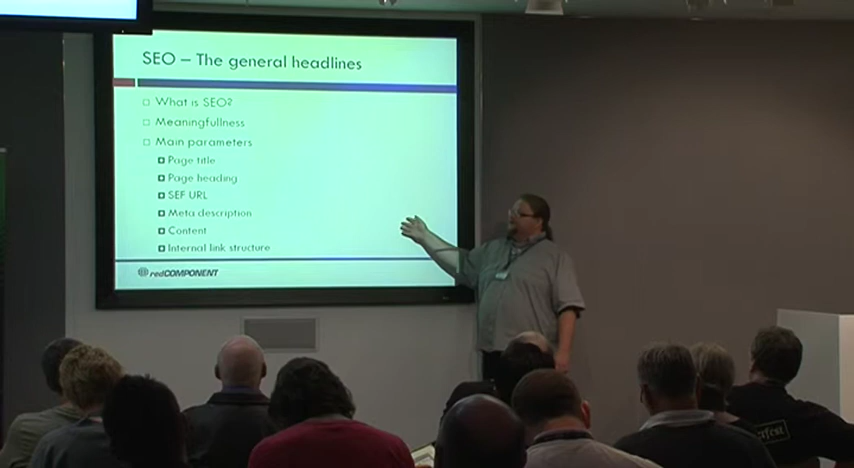 SEO – The general headlines
What is SEO?
Meaningfullness
Main parameters
Page title
Page heading
SEF URL
Meta description
Content
Internal link structure
redCOMPONENT